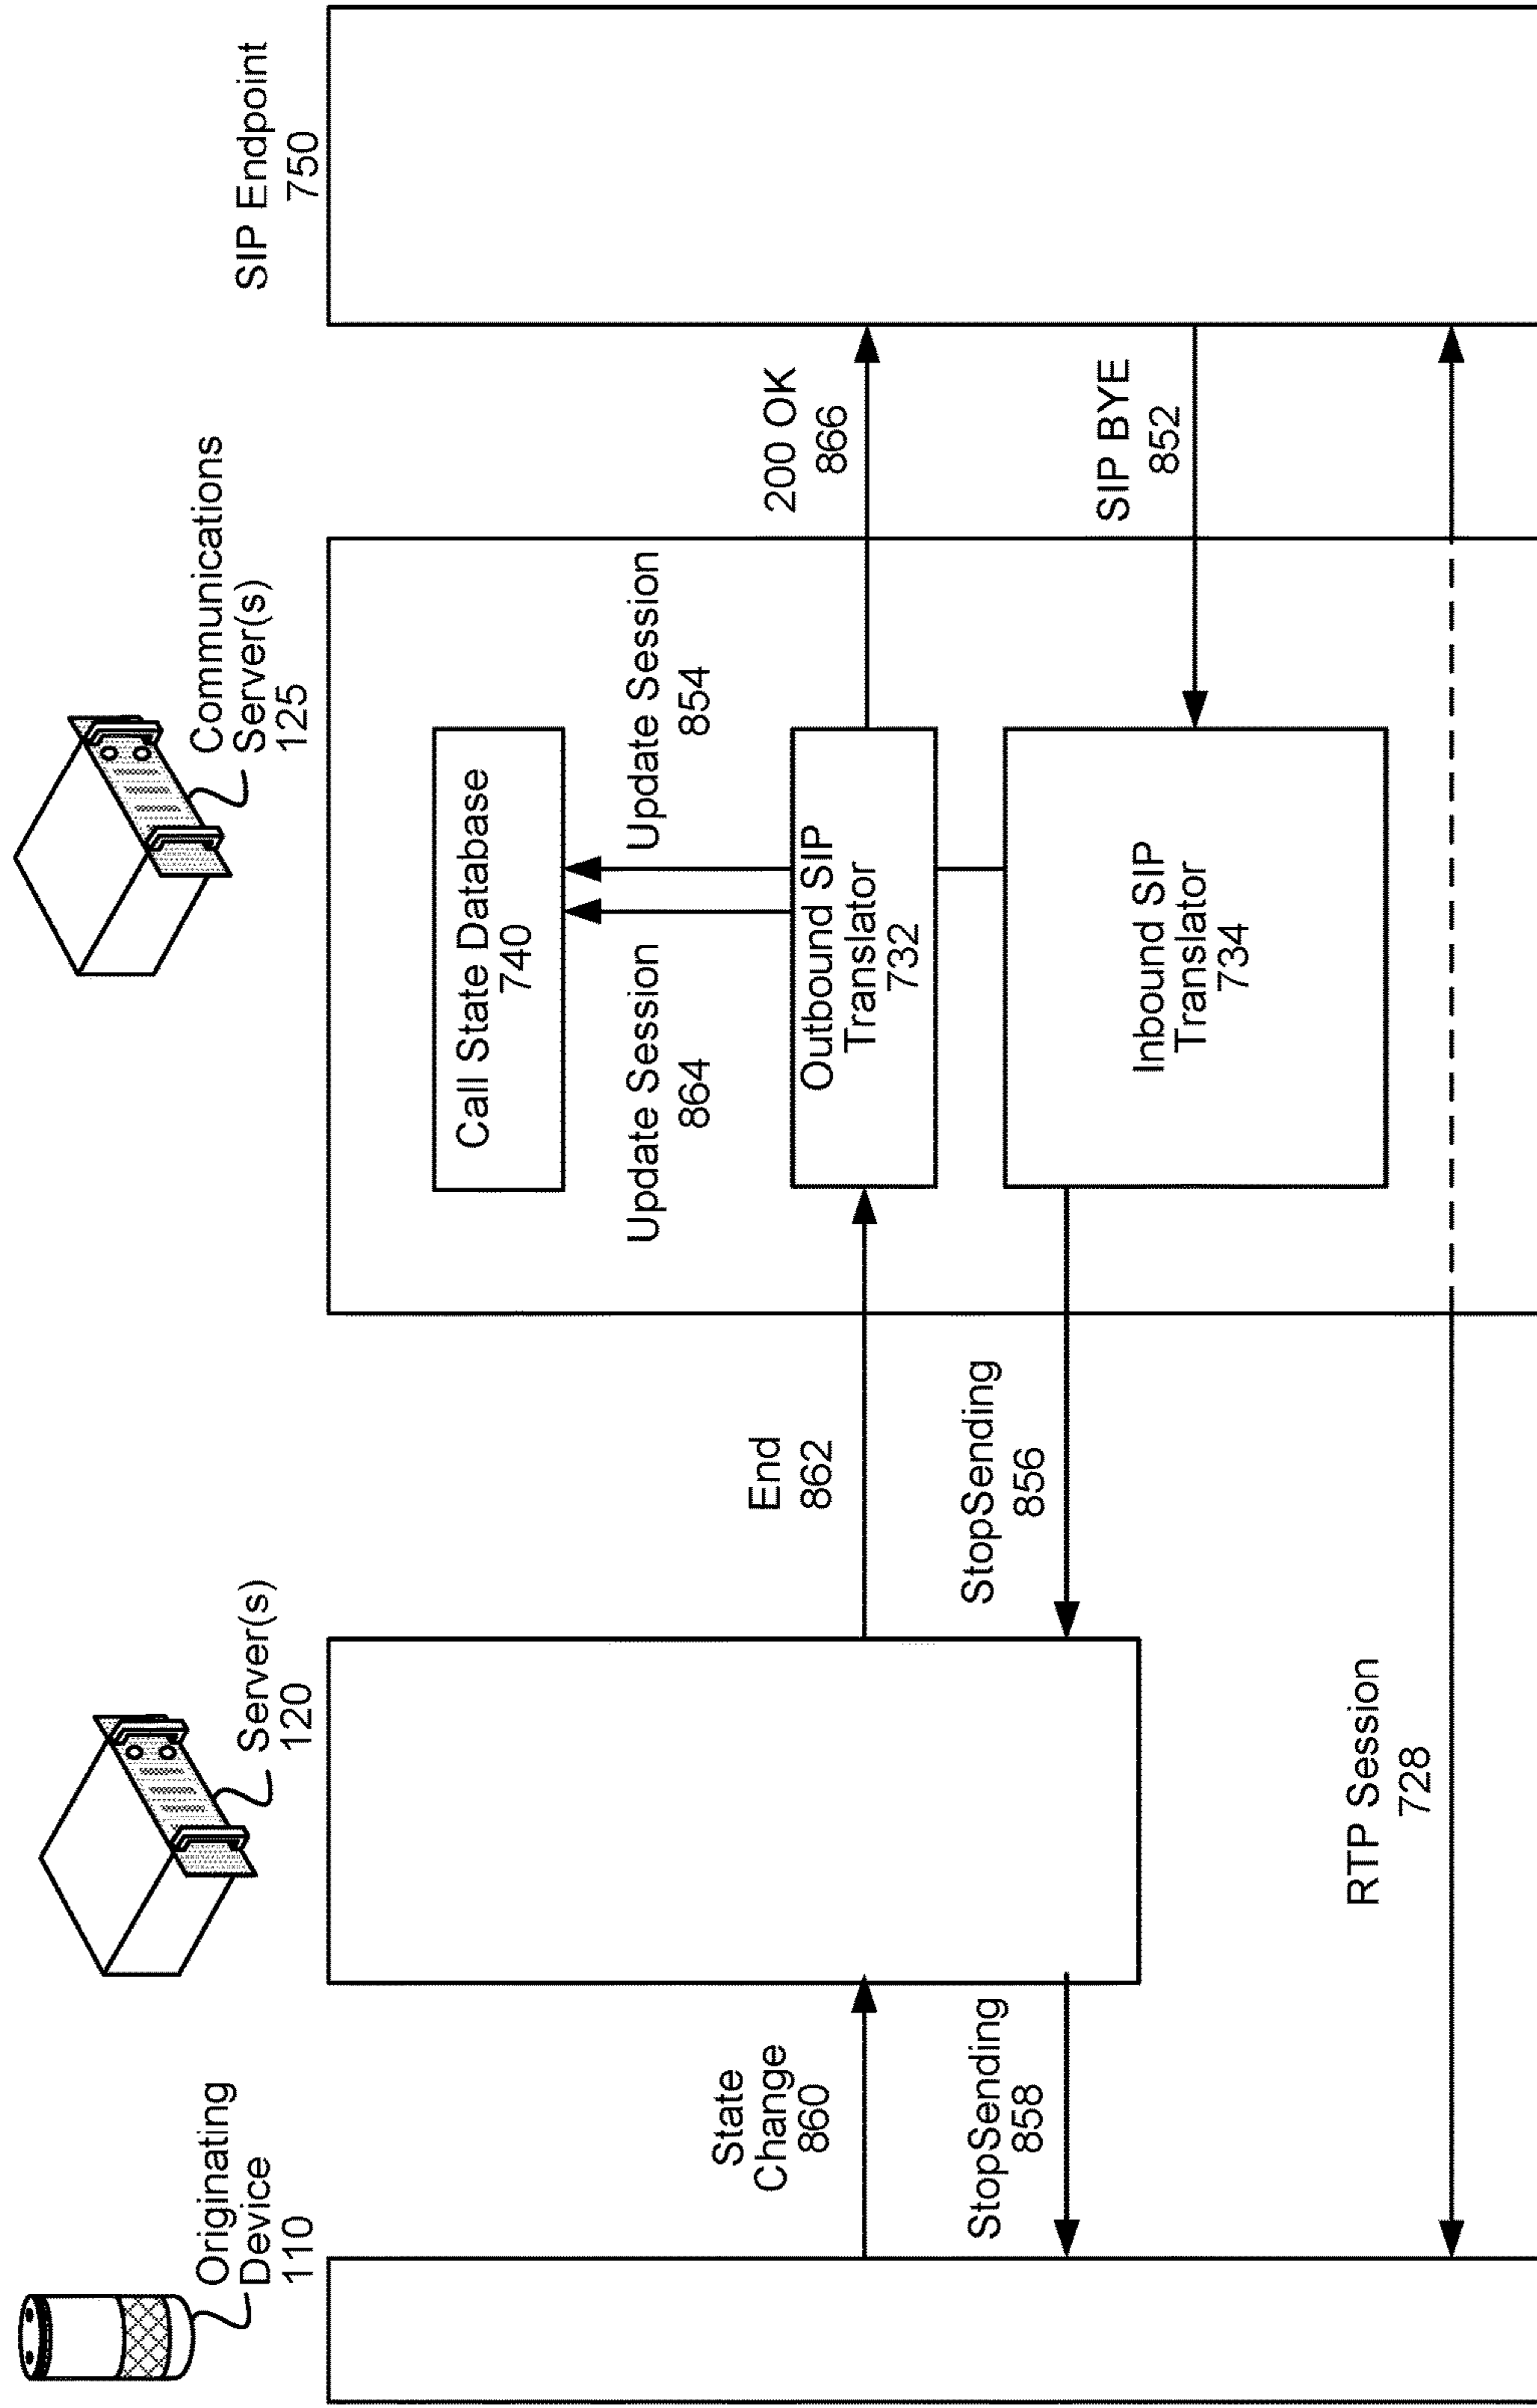 Originating
Device
110
Server(s)
120
Communications
Server(s)
125
SIP Endpoint
750
Call State Database
740
Update Session
864
Update Session
854
State
Change
860
End
862
Outbound SIP
Translator
732
200 OK
866
StopSending
858
StopSending
856
Inbound SIP
Translator
734
SIP BYE
852
RTP Session
728